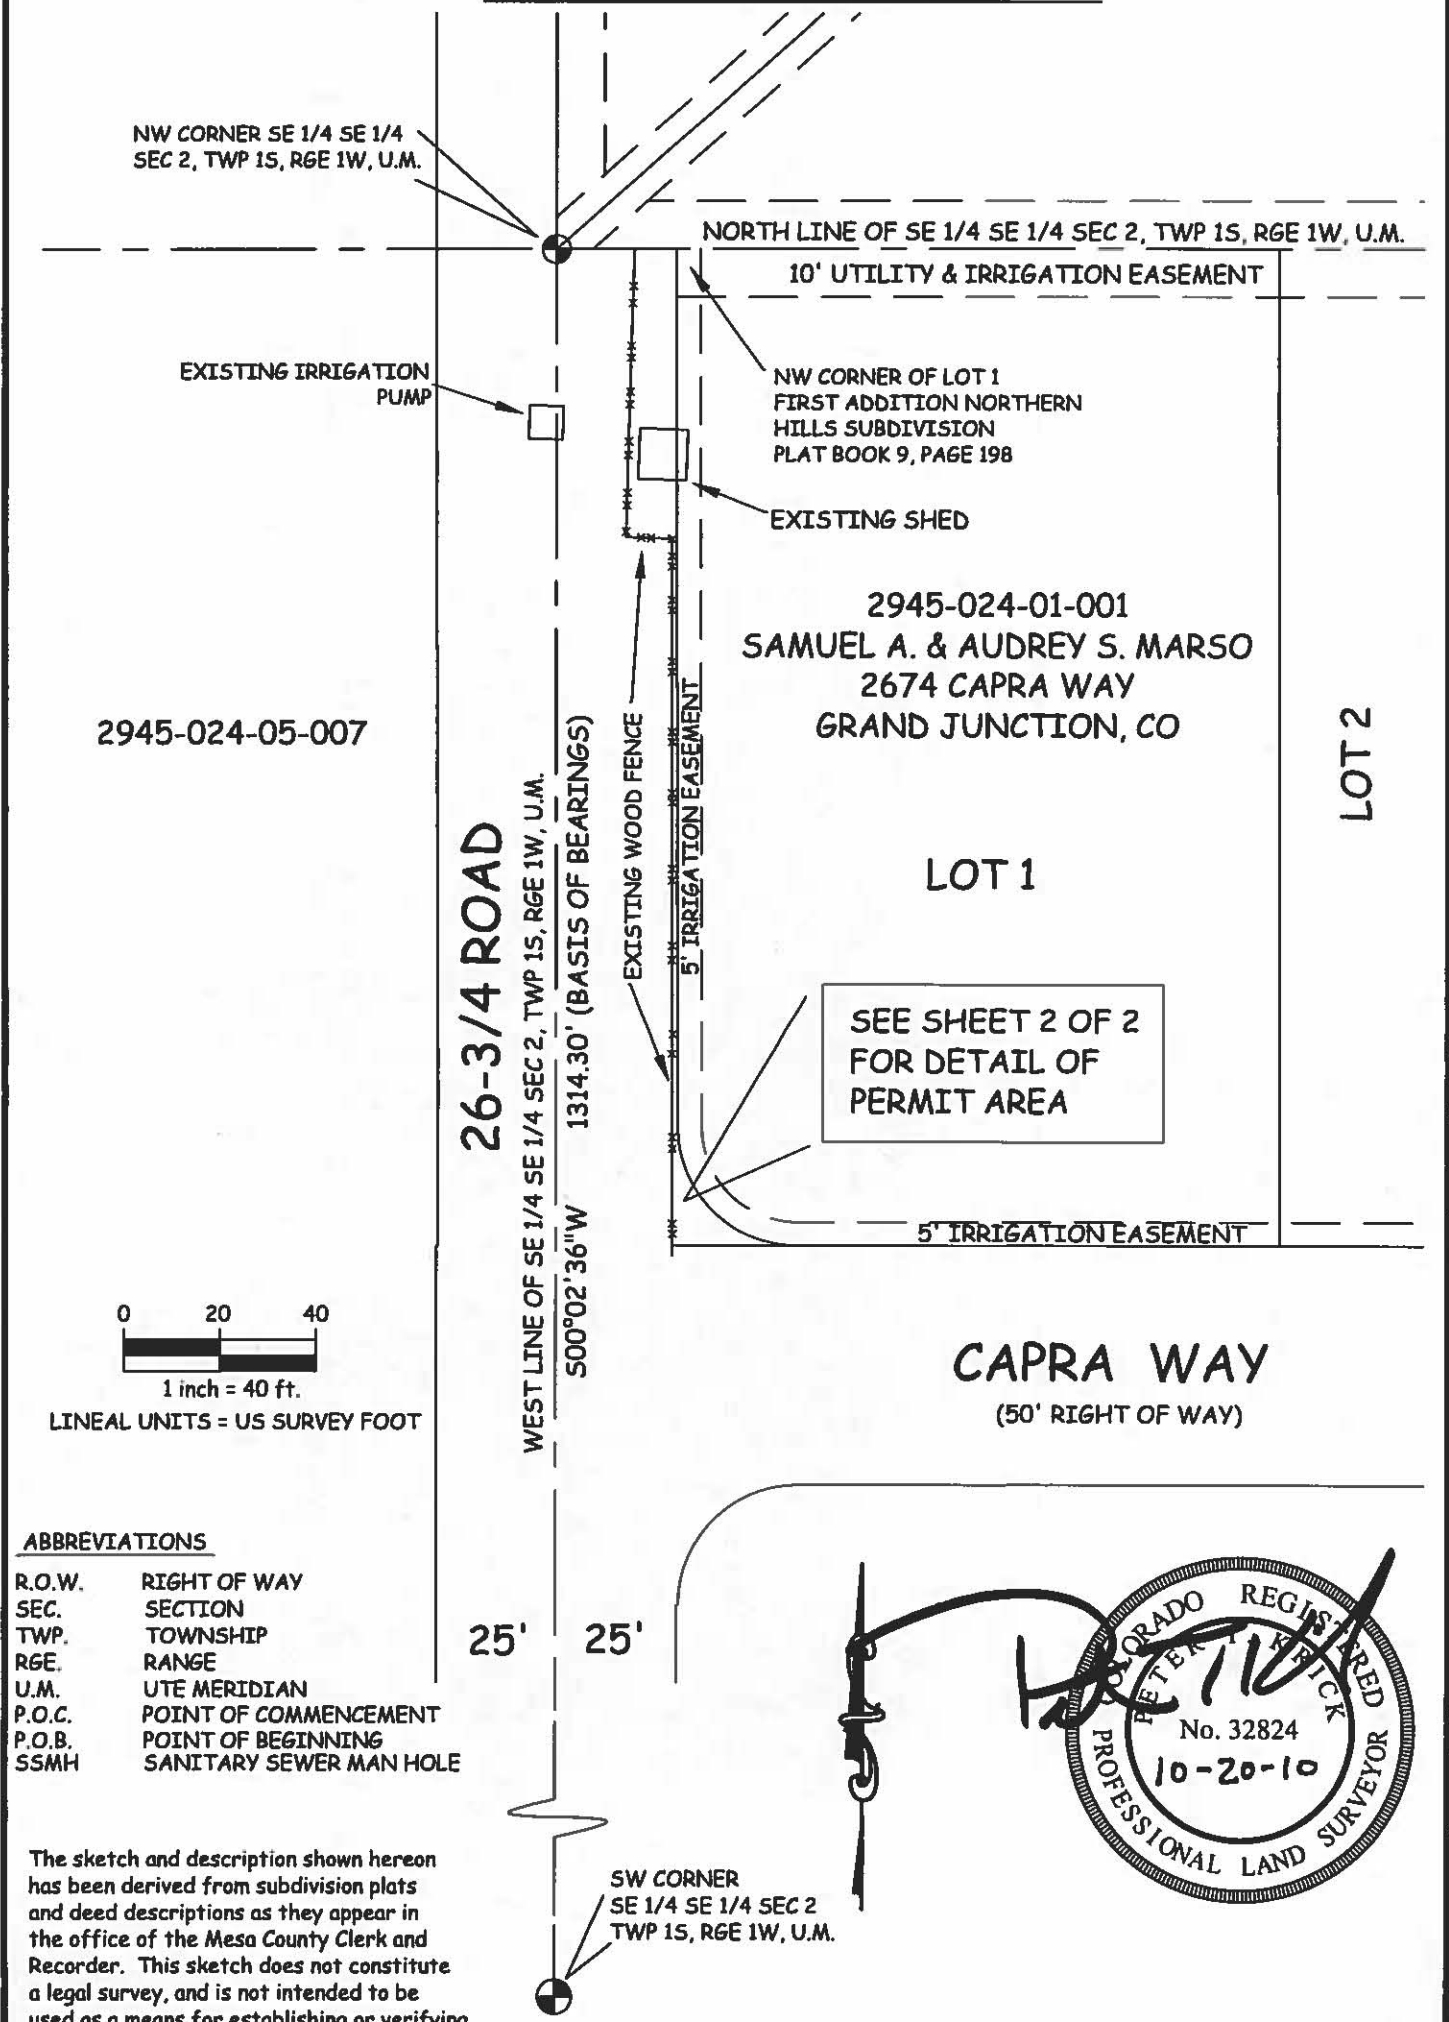 NW CORNER SE 1/4 SE 1/4
SEC 2, TWP 1S, RGE 1W, U.M.
NORTH LINE OF SE 1/4 SE 1/4 SEC 2, TWP 1S, RGE 1W, U.M.
10' UTILITY & IRRIGATION EASEMENT
EXISTING IRRIGATION
PUMP
NW CORNER OF LOT 1
FIRST ADDITION NORTHERN
HILLS SUBDIVISION
PLAT BOOK 9, PAGE 198
EXISTING SHED
2945-024-01-001
SAMUEL A. & AUDREY S. MARSO
2674 CAPRA WAY
GRAND JUNCTION, CO
2945-024-05-007
LOT 2
LOT 1
26-3/4 ROAD
WEST LINE OF SE 1/4 SE 1/4 SEC 2, TWP 1S, RGE 1W, U.M.
S00°02'36"W 1314.30' (BASIS OF BEARINGS)
EXISTING WOOD FENCE
5' IRRIGATION EASEMENT
SEE SHEET 2 OF 2
FOR DETAIL OF
PERMIT AREA
5' IRRIGATION EASEMENT
0 20 40
1 inch = 40 ft.
LINEAL UNITS = US SURVEY FOOT
CAPRA WAY
(50' RIGHT OF WAY)
ABBREVIATIONS
R.O.W. RIGHT OF WAY
SEC. SECTION
TWP. TOWNSHIP
RGE. RANGE
U.M. UTE MERIDIAN
P.O.C. POINT OF COMMENCEMENT
P.O.B. POINT OF BEGINNING
SSMH SANITARY SEWER MAN HOLE
25' 25'
COLORADO REGISTERED
PETER T. KRICK
No. 32824
10-20-10
PROFESSIONAL LAND SURVEYOR
The sketch and description shown hereon
has been derived from subdivision plats
and deed descriptions as they appear in
the office of the Mesa County Clerk and
Recorder. This sketch does not constitute
a legal survey, and is not intended to be
used as a means for establishing or verifying
SW CORNER
SE 1/4 SE 1/4 SEC 2
TWP 1S, RGE 1W, U.M.